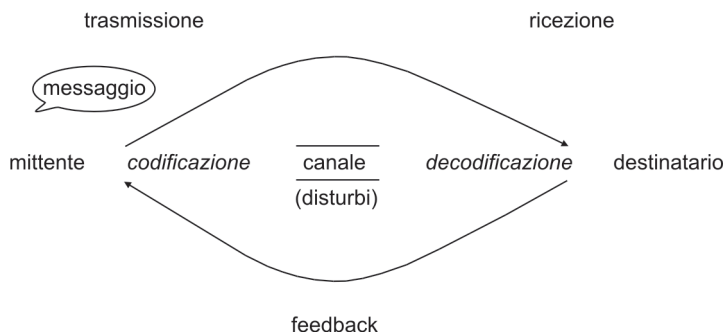 trasmissione ricezione
messaggio
mittente codificazione canale decodificazione destinatario
(disturbi)
feedback